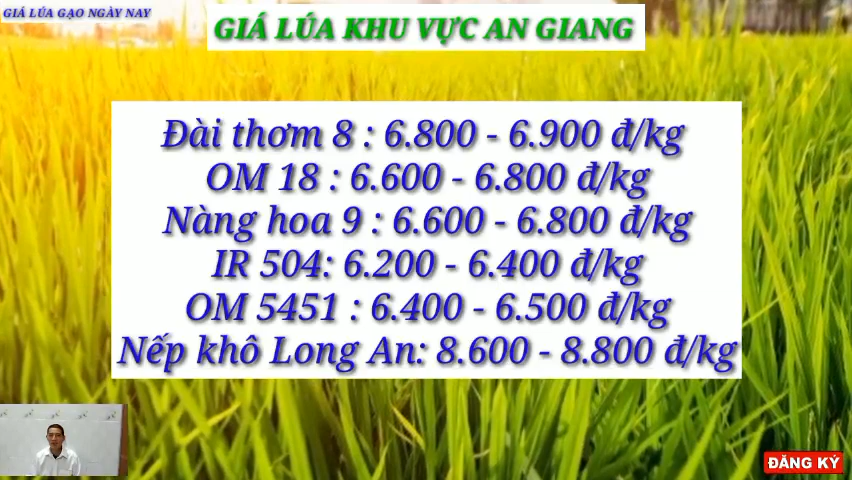 GIÁ LÚA GẠO NGÀY NAY
GIÁ LÚA KHU VỰC AN GIANG
Đài thơm 8 : 6.800 - 6.900 đ/kg
OM 18 : 6.600 - 6.800 đ/kg
Nàng hoa 9 : 6.600 - 6.800 đ/kg
IR 504: 6.200 - 6.400 đ/kg
OM 5451 : 6.400 - 6.500 đ/kg
Nếp khô Long An: 8.600 - 8.800 đ/kg
ĐĂNG KÝ